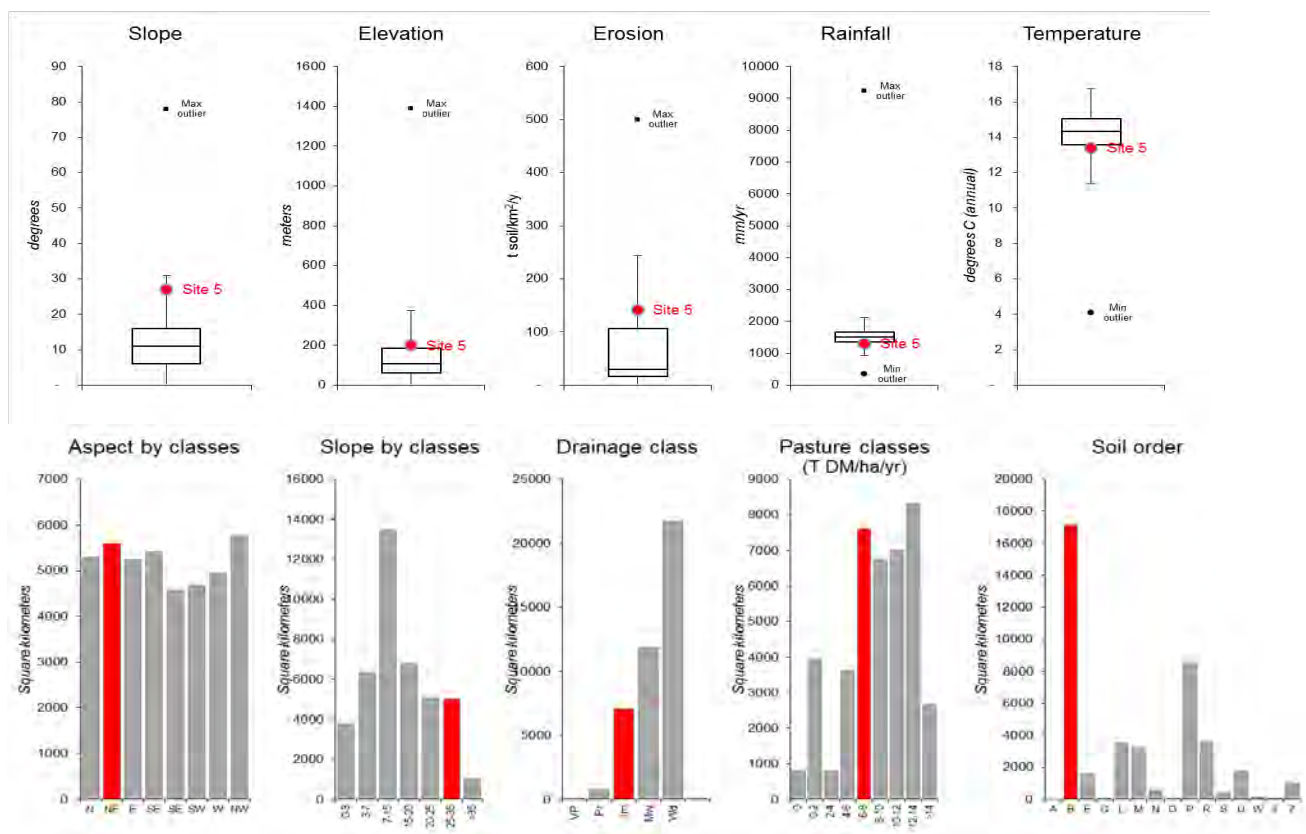 Slope
Elevation
Erosion
Rainfall
Temperature
degrees
90
80
70
60
50
40
30
20
10
-
Max
outlier
Site 5
meters
1600
1400
1200
1000
800
600
400
200
0
Max
outlier
Site 5
t soil/km²/y
600
500
400
300
200
100
-
Max
outlier
Site 5
mm/yr
10000
9000
8000
7000
6000
5000
4000
3000
2000
1000
0
Max
outlier
Site 5
Min
outlier
degrees C (annual)
18
16
14
12
10
8
6
4
2
-
Site 5
Min
outlier
Aspect by classes
Slope by classes
Drainage class
Pasture classes
(T DM/ha/yr)
Soil order
Square kilometers
7000
6000
5000
4000
3000
2000
1000
0
N NE E SE SW W NW
Square kilometers
16000
14000
12000
10000
8000
6000
4000
2000
0
0-3 3-7 7-15 15-20 20-25 25-35 >35
Square kilometers
25000
20000
15000
10000
5000
0
VP Pr Im Mw Wd
Square kilometers
9000
8000
7000
6000
5000
4000
3000
2000
1000
0
0 0-2 2-4 4-6 6-8 8-10 10-12 12-14 >14
Square kilometers
20000
18000
16000
14000
12000
10000
8000
6000
4000
2000
0
A B E G L M N O P R S U W Z